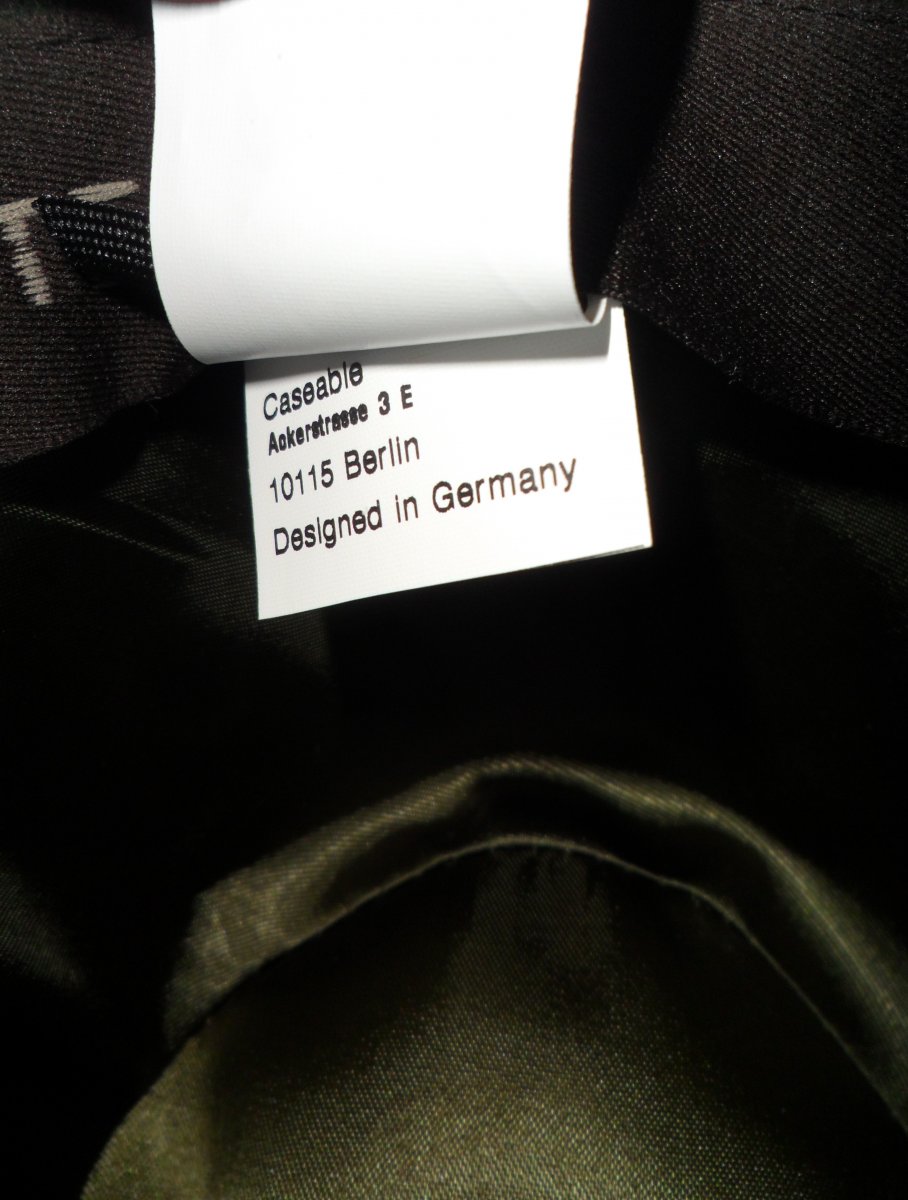 Caseable
Ackerstrasse 3 E
10115 Berlin
Designed in Germany